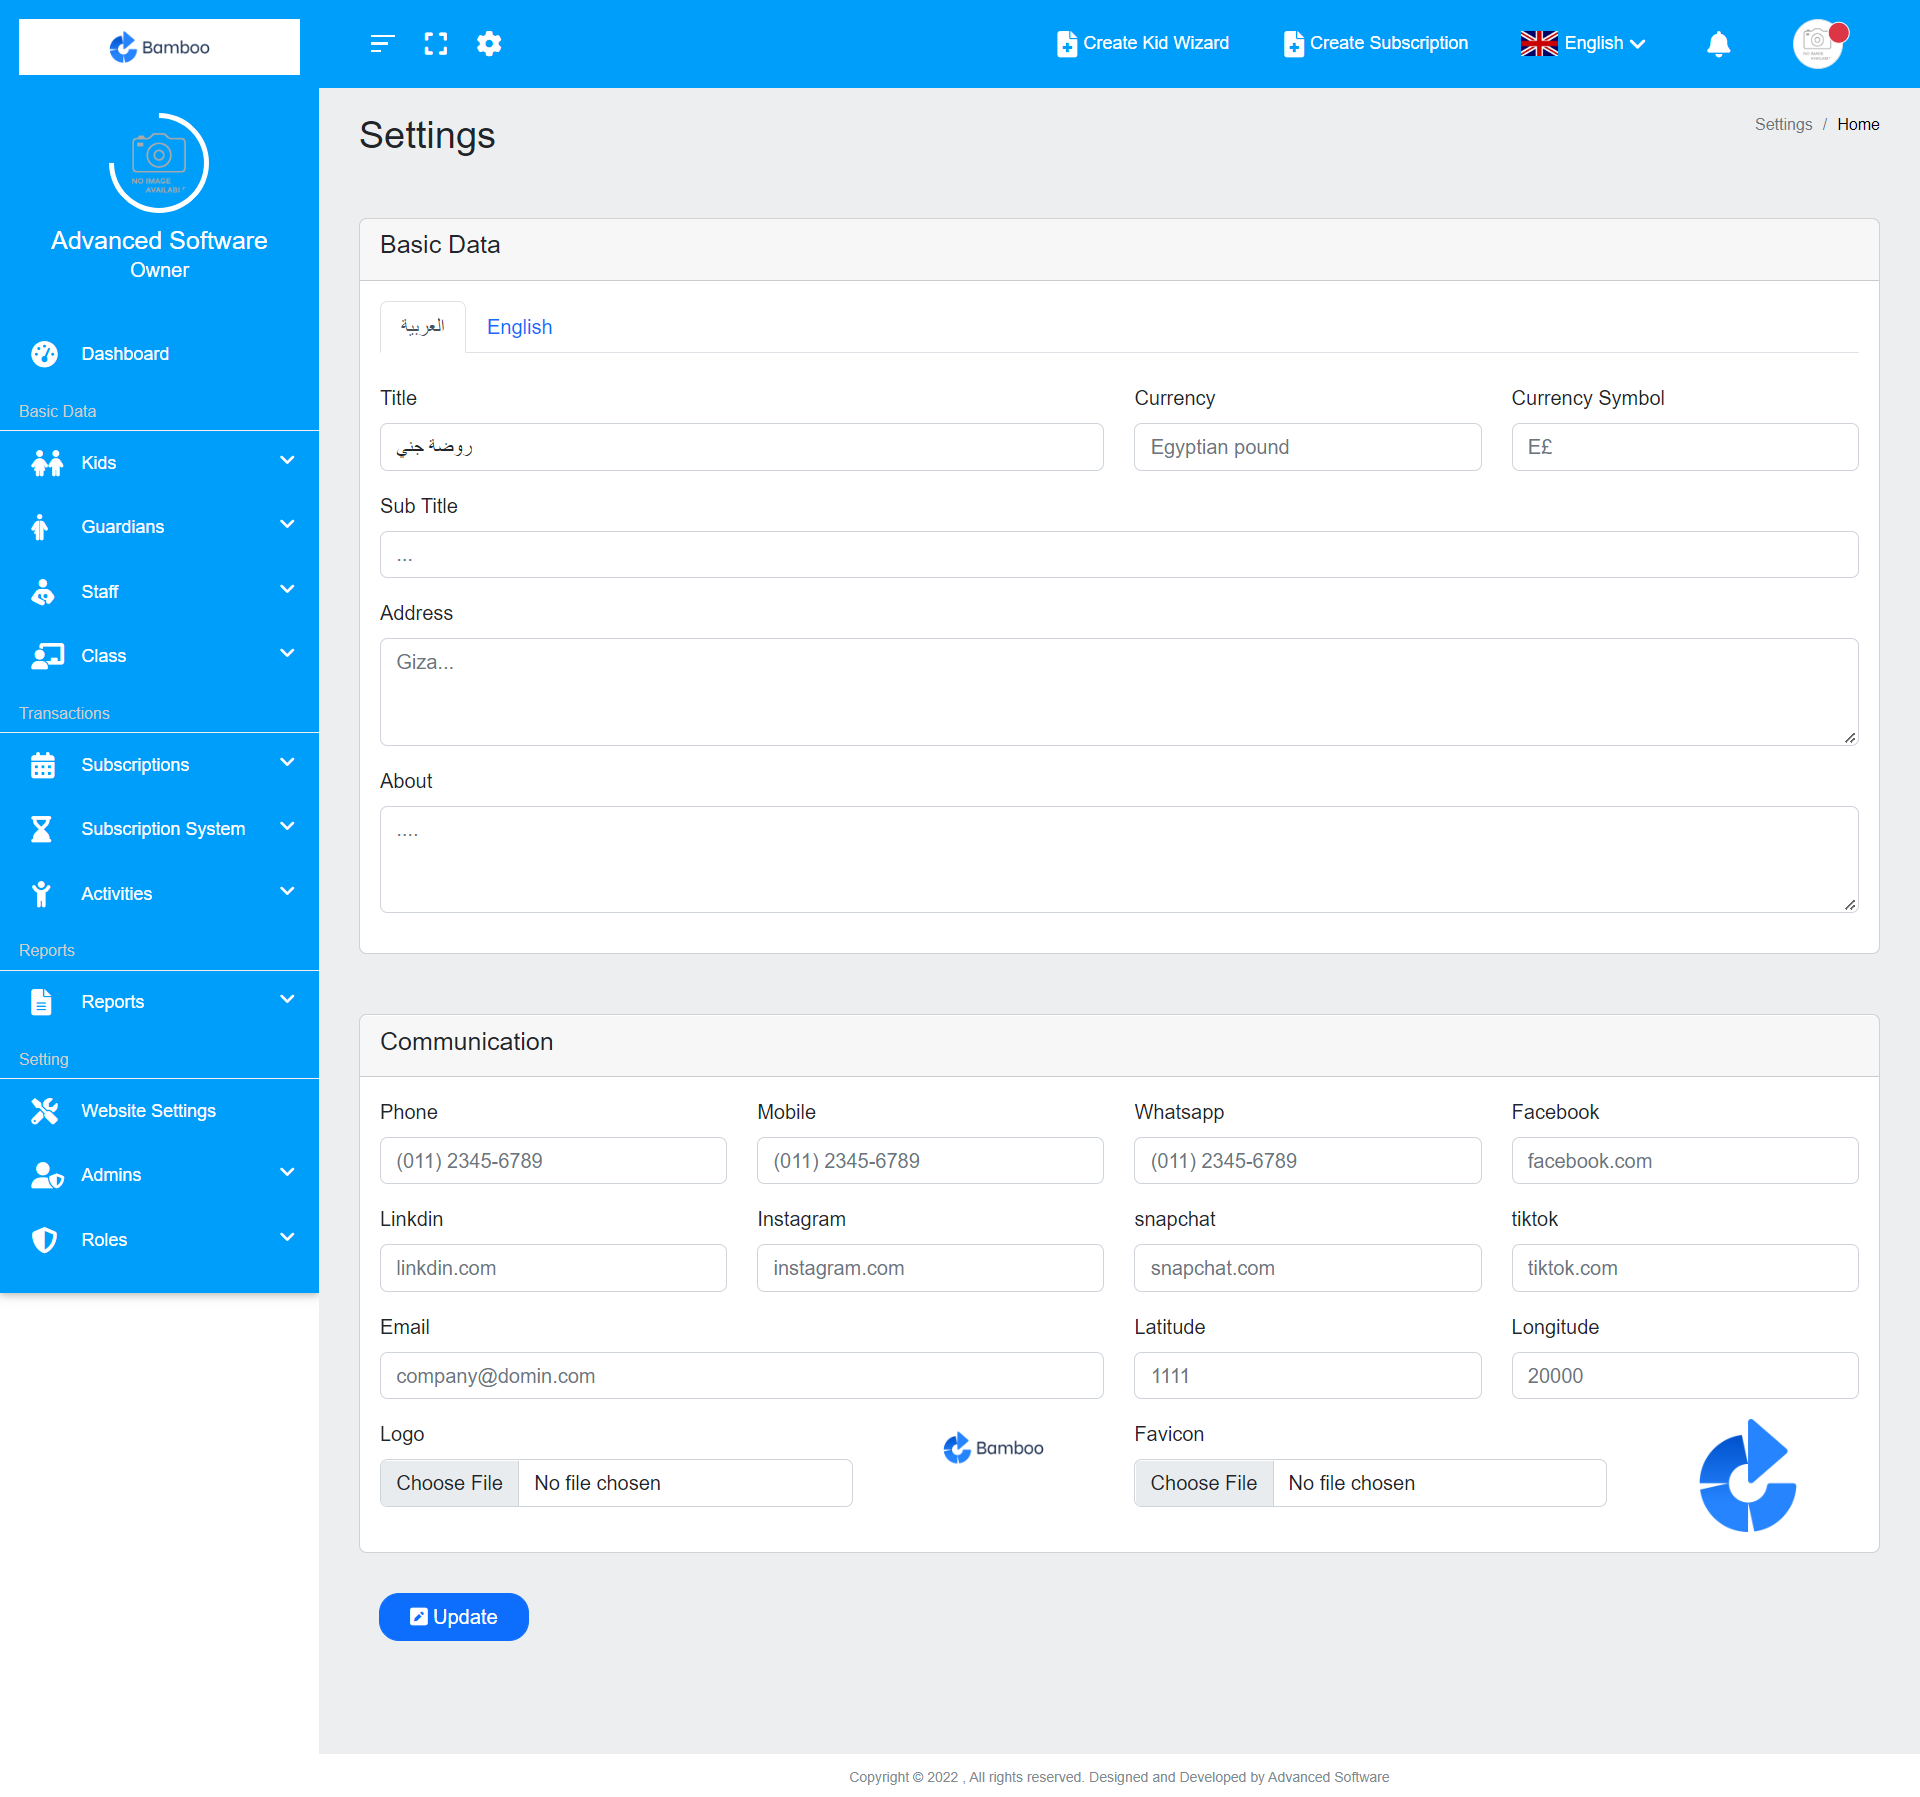 Bamboo
Create Kid Wizard
Create Subscription
English
NO IMAGE
AVAILABL
Advanced Software
Owner
Dashboard
Basic Data
Kids
Guardians
Staff
Class
Transactions
Subscriptions
Subscription System
Activities
Reports
Reports
Setting
Website Settings
Admins
Roles
Settings
Settings / Home
Basic Data
العربية English
Title Currency Currency Symbol
روضة جني Egyptian pound E£
Sub Title
...
Address
Giza...
About
....
Communication
Phone Mobile Whatsapp Facebook
(011) 2345-6789 (011) 2345-6789 (011) 2345-6789 facebook.com
Linkdin Instagram snapchat tiktok
linkdin.com instagram.com snapchat.com tiktok.com
Email Latitude Longitude
company@domin.com 1111 20000
Logo Bamboo Favicon
Choose File No file chosen Choose File No file chosen
Update
Copyright © 2022 , All rights reserved. Designed and Developed by Advanced Software